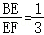 BE/EF = 1/3